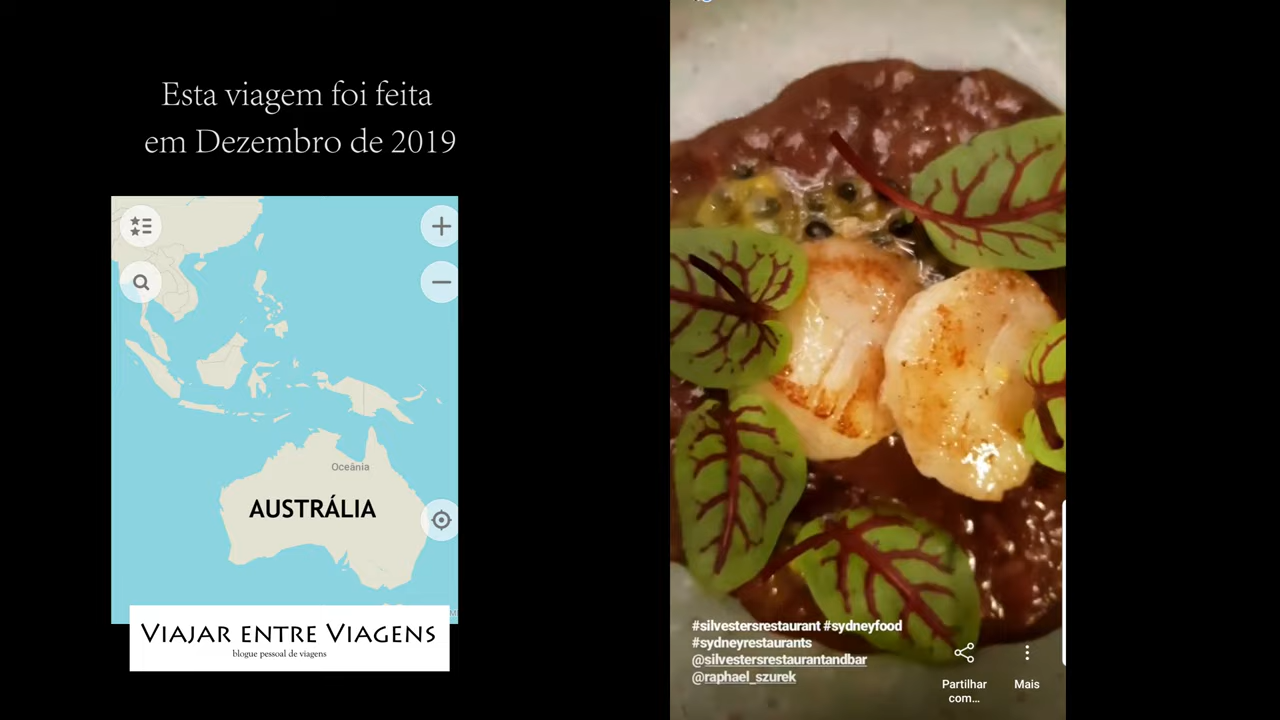 Esta viagem foi feita
em Dezembro de 2019
Oceânia
AUSTRÁLIA
VIAJAR ENTRE VIAGENS
blogue pessoal de viagens
#silvestersrestaurant #sydneyfood
#sydneyrestaurants
@silvestersrestaurantandbar
@raphael_szurek
Partilhar
com...
Mais